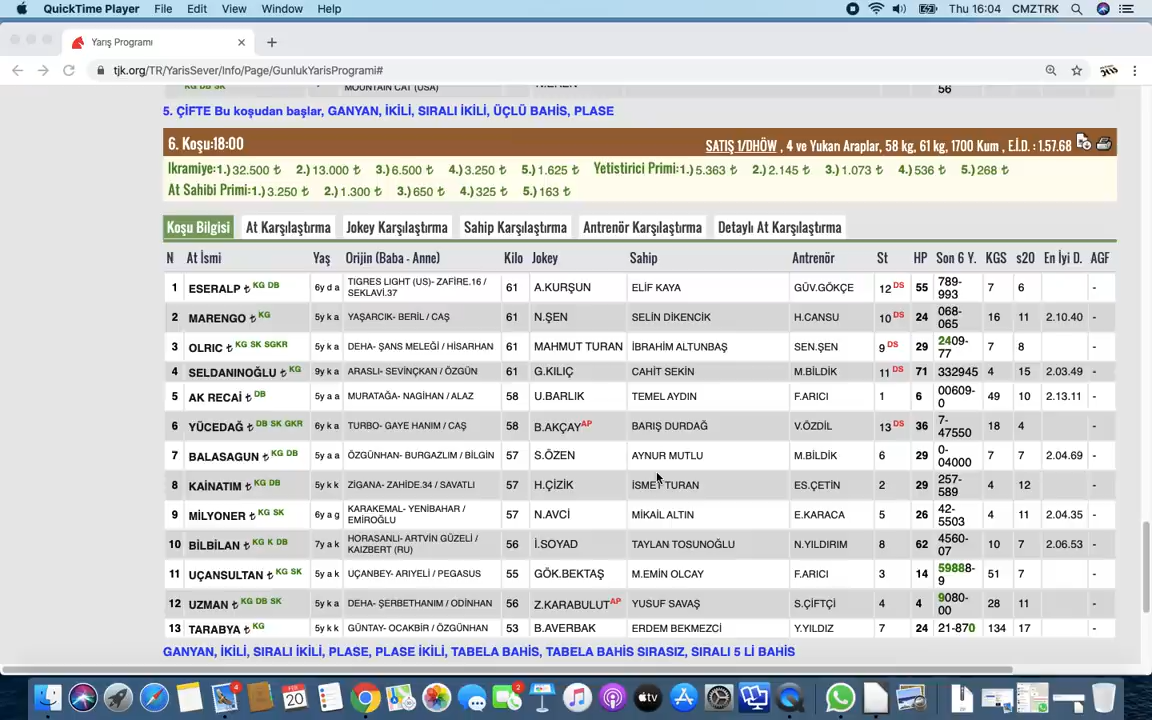 QuickTime Player File Edit View Window Help Thu 16:04 CMZTRK
Yarış Programı
tjk.org/TR/YarisSever/Info/Page/GunlukYarisProgrami#
KG DB SK MOUNTAIN CAT (USA) 56
5. ÇİFTE Bu koşudan başlar, GANYAN, İKİLİ, SIRALI İKİLİ, ÜÇLÜ BAHİS, PLASE
6. Koşu:18:00 SATIŞ 1/DHÖW , 4 ve Yukarı Araplar, 58 kg, 61 kg, 1700 Kum , E.İ.D. : 1.57.68
Ikramiye:1.) 32.500 ₺ 2.) 13.000 ₺ 3.) 6.500 ₺ 4.) 3.250 ₺ 5.) 1.625 ₺ Yetistirici Primi:1.) 5.363 ₺ 2.) 2.145 ₺ 3.) 1.073 ₺ 4.) 536 ₺ 5.) 268 ₺
At Sahibi Primi:1.) 3.250 ₺ 2.) 1.300 ₺ 3.) 650 ₺ 4.) 325 ₺ 5.) 163 ₺
Koşu Bilgisi At Karşılaştırma Jokey Karşılaştırma Sahip Karşılaştırma Antrenör Karşılaştırma Detaylı At Karşılaştırma
N At İsmi Yaş Orijin (Baba - Anne) Kilo Jokey Sahip Antrenör St HP Son 6 Y. KGS s20 En İyi D. AGF
1 ESERALP ₺ KG DB 6y d a TIGRES LIGHT (US)- ZAFİRE.16 / SEKLAVİ.37 61 A.KURŞUN ELİF KAYA GÜV.GÖKÇE 12 DS 55 789-993 7 6 -
2 MARENGO ₺ KG 5y k a YAŞARCIK- BERİL / CAŞ 61 N.ŞEN SELİN DİKENCİK H.CANSU 10 DS 24 068-065 16 11 2.10.40 -
3 OLRIC ₺ KG SK SGKR 5y k a DEHA- ŞANS MELEĞİ / HİSARHAN 61 MAHMUT TURAN İBRAHİM ALTUNBAŞ SEN.ŞEN 9 DS 29 2409-77 7 8 -
4 SELDANINOĞLU ₺ KG 9y k a ARASLI- SEVİNÇKAN / ÖZGÜN 61 G.KILIÇ CAHİT SEKİN M.BİLDİK 11 DS 71 332945 4 15 2.03.49 -
5 AK RECAİ ₺ DB 5y a a MURATAĞA- NAGİHAN / ALAZ 58 U.BARLIK TEMEL AYDIN F.ARICI 1 6 00609-0 49 10 2.13.11 -
6 YÜCEDAĞ ₺ DB SK GKR 6y k a TURBO- GAYE HANIM / CAŞ 58 B.AKÇAY AP BARIŞ DURDAĞ V.ÖZDİL 13 DS 36 7-47550 18 4 -
7 BALASAGUN ₺ KG DB 5y a a ÖZGÜNHAN- BURGAZLIM / BİLGİN 57 S.ÖZEN AYNUR MUTLU M.BİLDİK 6 29 0-04000 7 7 2.04.69 -
8 KAİNATIM ₺ KG DB 5y k k ZİGANA- ZAHİDE.34 / SAVATLI 57 H.ÇİZİK İSMET TURAN ES.ÇETİN 2 29 257-589 4 12 -
9 MİLYONER ₺ KG SK 6y a g KARAKEMAL- YENİBAHAR / EMİROĞLU 57 N.AVCİ MİKAİL ALTIN E.KARACA 5 26 42-5503 4 11 2.04.35 -
10 BİLBİLAN ₺ KG K DB 7y a k HORASANLI- ARTVİN GÜZELİ / KAIZBERT (RU) 56 İ.SOYAD TAYLAN TOSUNOĞLU N.YILDIRIM 8 62 4560-07 10 7 2.06.53 -
11 UÇANSULTAN ₺ KG SK 5y a k UÇANBEY- ARIYELİ / PEGASUS 55 GÖK.BEKTAŞ M.EMİN OLCAY F.ARICI 3 14 59888-9 51 7 -
12 UZMAN ₺ KG DB SK 5y k a DEHA- ŞERBETHANIM / ODİNHAN 56 Z.KARABULUT AP YUSUF SAVAŞ S.ÇİFTÇİ 4 4 9080-00 28 11 -
13 TARABYA ₺ KG 5y k k GÜNTAY- OCAKBİR / ÖZGÜNHAN 53 B.AVERBAK ERDEM BEKMEZCİ Y.YILDIZ 7 24 21-870 134 17 -
GANYAN, İKİLİ, SIRALI İKİLİ, PLASE, PLASE İKİLİ, TABELA BAHİS, TABELA BAHİS SIRASIZ, SIRALI 5 Lİ BAHİS